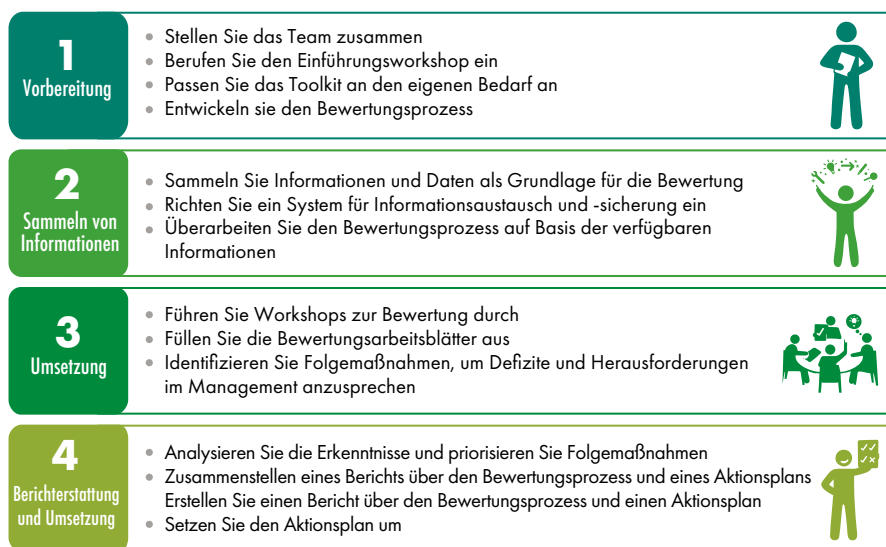 1
Vorbereitung
Stellen Sie das Team zusammen
Berufen Sie den Einführungsworkshop ein
Passen Sie das Toolkit an den eigenen Bedarf an
Entwickeln sie den Bewertungsprozess
2
Sammeln von
Informationen
Sammeln Sie Informationen und Daten als Grundlage für die Bewertung
Richten Sie ein System für Informationsaustausch und -sicherung ein
Überarbeiten Sie den Bewertungsprozess auf Basis der verfügbaren
Informationen
3
Umsetzung
Führen Sie Workshops zur Bewertung durch
Füllen Sie die Bewertungsarbeitsblätter aus
Identifizieren Sie Folgemaßnahmen, um Defizite und Herausforderungen
im Management anzusprechen
4
Berichterstattung
und Umsetzung
Analysieren Sie die Erkenntnisse und priorisieren Sie Folgemaßnahmen
Zusammenstellen eines Berichts über den Bewertungsprozess und eines Aktionsplans
Erstellen Sie einen Bericht über den Bewertungsprozess und einen Aktionsplan
Setzen Sie den Aktionsplan um